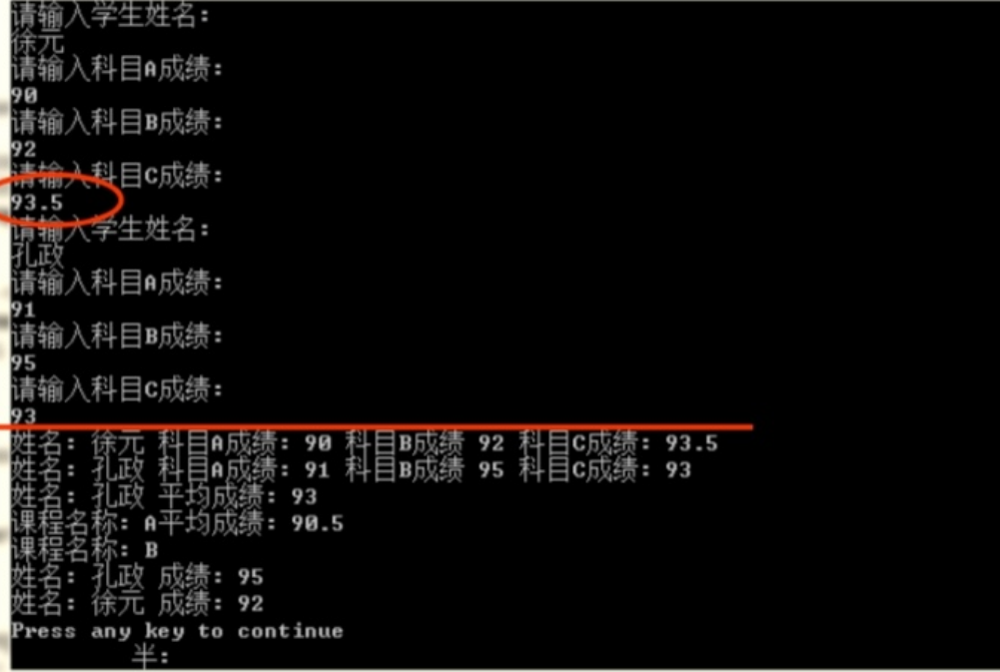 请输入学生姓名：
徐元
请输入科目A成绩：
90
请输入科目B成绩：
92
请输入科目C成绩：
93.5
请输入学生姓名：
孔政
请输入科目A成绩：
91
请输入科目B成绩：
95
请输入科目C成绩：
93
姓名：徐元 科目A成绩：90 科目B成绩 92 科目C成绩：93.5
姓名：孔政 科目A成绩：91 科目B成绩 95 科目C成绩：93
姓名：孔政 平均成绩：93
课程名称：A平均成绩：90.5
课程名称：B
姓名：孔政 成绩：95
姓名：徐元 成绩：92
Press any key to continue
半：